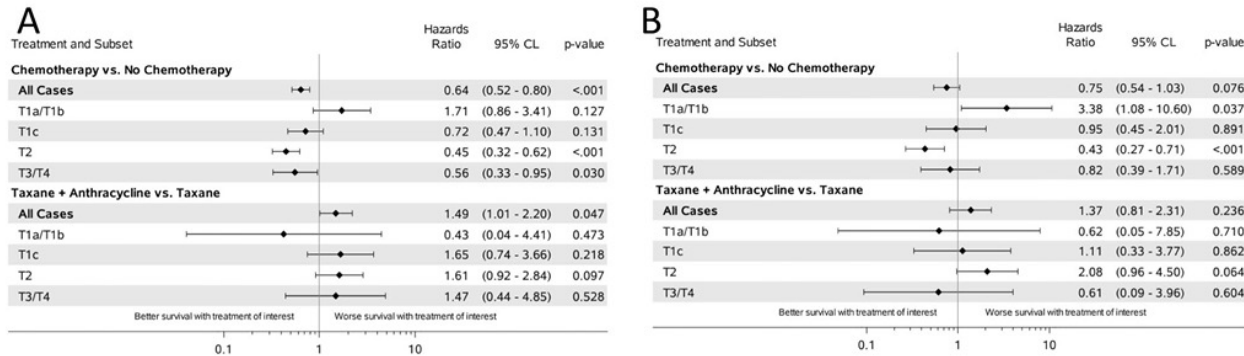 A
Treatment and Subset Hazards Ratio 95% CL p-value
Chemotherapy vs. No Chemotherapy
All Cases 0.64 (0.52 - 0.80) <.001
T1a/T1b 1.71 (0.86 - 3.41) 0.127
T1c 0.72 (0.47 - 1.10) 0.131
T2 0.45 (0.32 - 0.62) <.001
T3/T4 0.56 (0.33 - 0.95) 0.030
Taxane + Anthracycline vs. Taxane
All Cases 1.49 (1.01 - 2.20) 0.047
T1a/T1b 0.43 (0.04 - 4.41) 0.473
T1c 1.65 (0.74 - 3.66) 0.218
T2 1.61 (0.92 - 2.84) 0.097
T3/T4 1.47 (0.44 - 4.85) 0.528
Better survival with treatment of interest Worse survival with treatment of interest
0.1 1 10
B
Treatment and Subset Hazards Ratio 95% CL p-value
Chemotherapy vs. No Chemotherapy
All Cases 0.75 (0.54 - 1.03) 0.076
T1a/T1b 3.38 (1.08 - 10.60) 0.037
T1c 0.95 (0.45 - 2.01) 0.891
T2 0.43 (0.27 - 0.71) <.001
T3/T4 0.82 (0.39 - 1.71) 0.589
Taxane + Anthracycline vs. Taxane
All Cases 1.37 (0.81 - 2.31) 0.236
T1a/T1b 0.62 (0.05 - 7.85) 0.710
T1c 1.11 (0.33 - 3.77) 0.862
T2 2.08 (0.96 - 4.50) 0.064
T3/T4 0.61 (0.09 - 3.96) 0.604
Better survival with treatment of interest Worse survival with treatment of interest
0.1 1 10